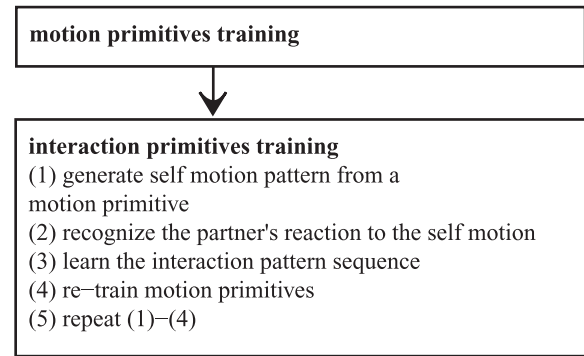 motion primitives training
interaction primitives training
(1) generate self motion pattern from a
motion primitive
(2) recognize the partner's reaction to the self motion
(3) learn the interaction pattern sequence
(4) re−train motion primitives
(5) repeat (1)−(4)